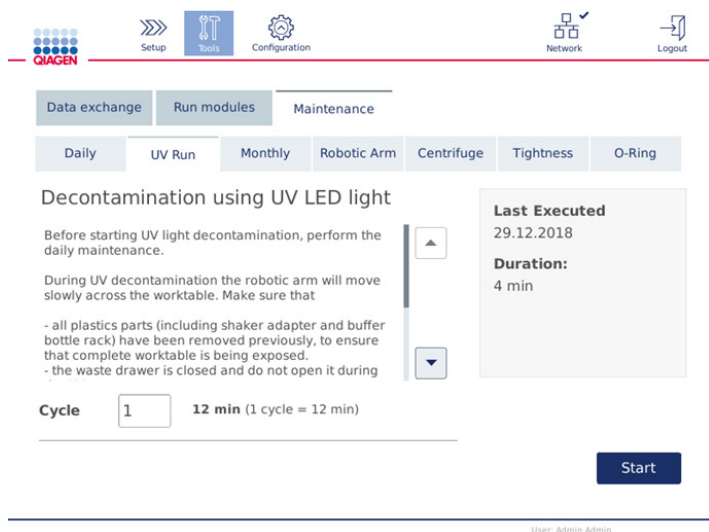 QIAGEN
Setup
Tools
Configuration
Network
Logout
Data exchange
Run modules
Maintenance
Daily
UV Run
Monthly
Robotic Arm
Centrifuge
Tightness
O-Ring
Decontamination using UV LED light
Before starting UV light decontamination, perform the
daily maintenance.
During UV decontamination the robotic arm will move
slowly across the worktable. Make sure that
- all plastics parts (including shaker adapter and buffer
bottle rack) have been removed previously, to ensure
that complete worktable is being exposed.
- the waste drawer is closed and do not open it during
Last Executed
29.12.2018
Duration:
4 min
Cycle 1 12 min (1 cycle = 12 min)
Start
User: Admin Admin